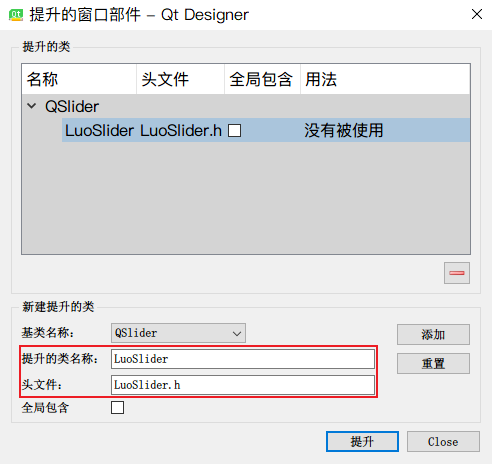 Qt 提升的窗口部件 - Qt Designer
提升的类
名称 头文件 全局包含 用法
QSlider
LuoSlider LuoSlider.h 没有被使用
新建提升的类
基类名称: QSlider 添加
提升的类名称: LuoSlider 重置
头文件: LuoSlider.h
全局包含
提升 Close